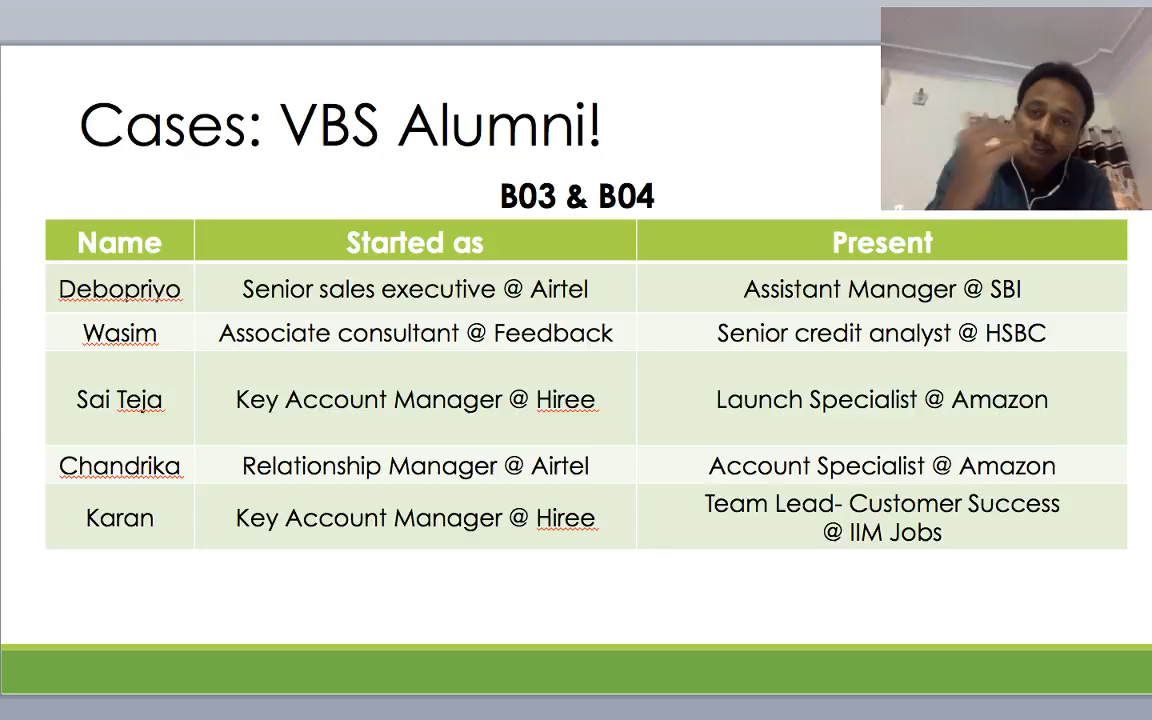 Cases: VBS Alumni!
B03 & B04
Name Started as Present
Debopriyo Senior sales executive @ Airtel Assistant Manager @ SBI
Wasim Associate consultant @ Feedback Senior credit analyst @ HSBC
Sai Teja Key Account Manager @ Hiree Launch Specialist @ Amazon
Chandrika Relationship Manager @ Airtel Account Specialist @ Amazon
Karan Key Account Manager @ Hiree Team Lead- Customer Success
@ IIM Jobs